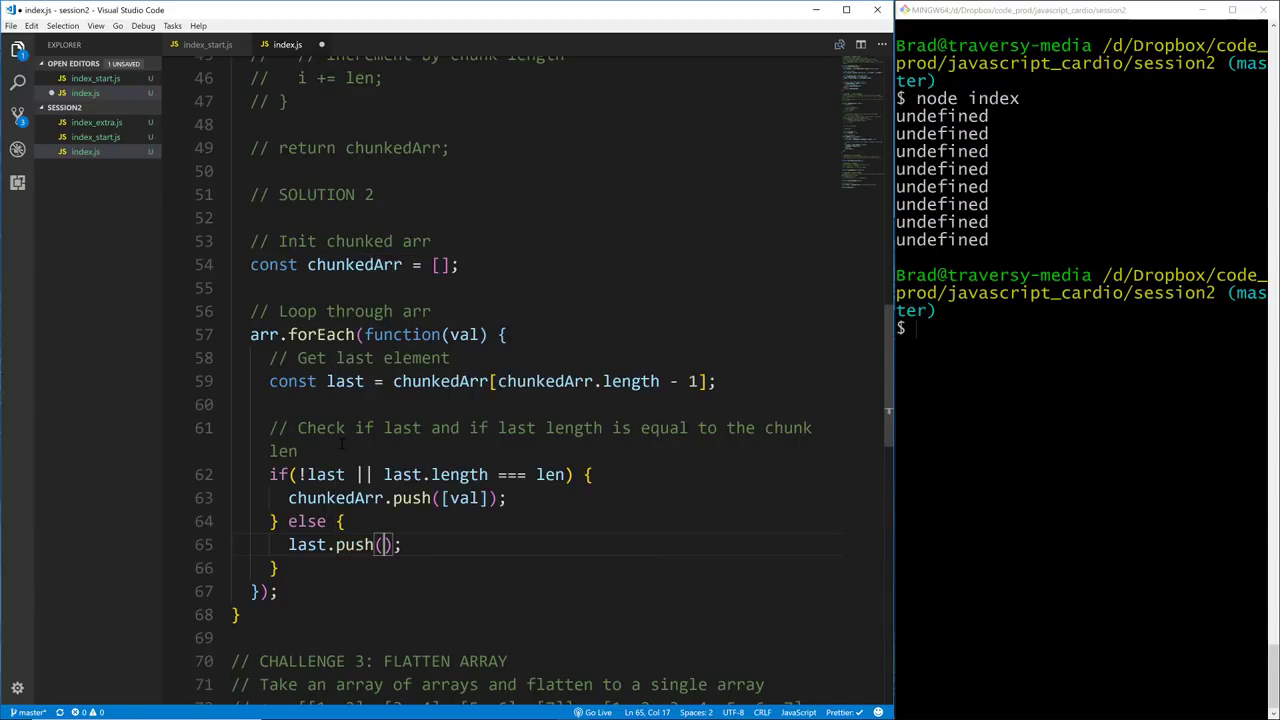 index.js - session2 - Visual Studio Code
File Edit Selection View Go Debug Tasks Help
EXPLORER
OPEN EDITORS 1 UNSAVED
index_start.js U
index.js U
SESSION2
index_extra.js U
index_start.js U
index.js U
index_start.js
index.js
46 // i += len;
47 // }
48
49 // return chunkedArr;
50
51 // SOLUTION 2
52
53 // Init chunked arr
54 const chunkedArr = [];
55
56 // Loop through arr
57 arr.forEach(function(val) {
58 // Get last element
59 const last = chunkedArr[chunkedArr.length - 1];
60
61 // Check if last and if last length is equal to the chunk
len
62 if(!last || last.length === len) {
63 chunkedArr.push([val]);
64 } else {
65 last.push();
66 }
67 });
68 }
69
70 // CHALLENGE 3: FLATTEN ARRAY
71 // Take an array of arrays and flatten to a single array
master* 0 0 Go Live Ln 65, Col 17 Spaces: 2 UTF-8 CRLF JavaScript Prettier: ✓
MINGW64:/d/Dropbox/code_prod/javascript_cardio/session2
Brad@traversy-media /d/Dropbox/code_
prod/javascript_cardio/session2 (mas
ter)
$ node index
undefined
undefined
undefined
undefined
undefined
undefined
undefined
undefined
Brad@traversy-media /d/Dropbox/code_
prod/javascript_cardio/session2 (mas
ter)
$